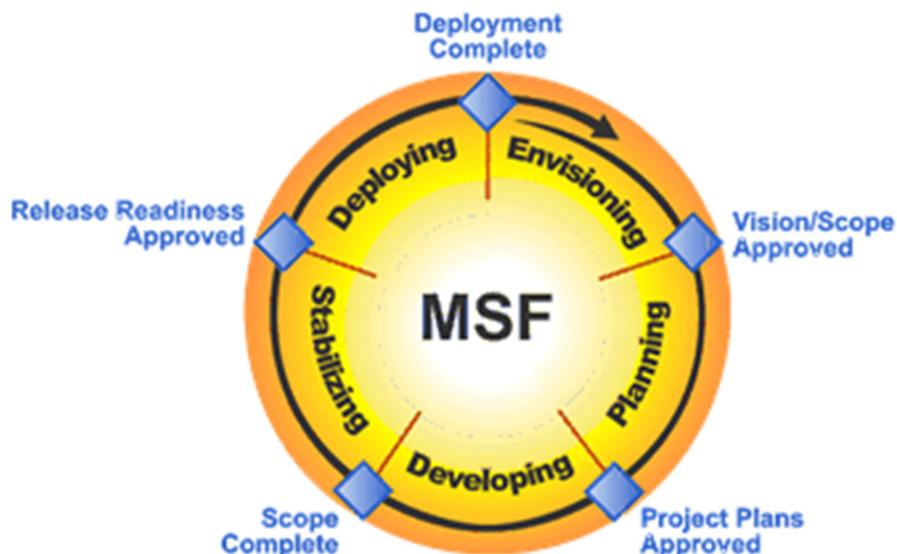 Deployment
Complete
Envisioning
Vision/Scope
Approved
Planning
Project Plans
Approved
Developing
Scope
Complete
Stabilizing
Release Readiness
Approved
Deploying
MSF